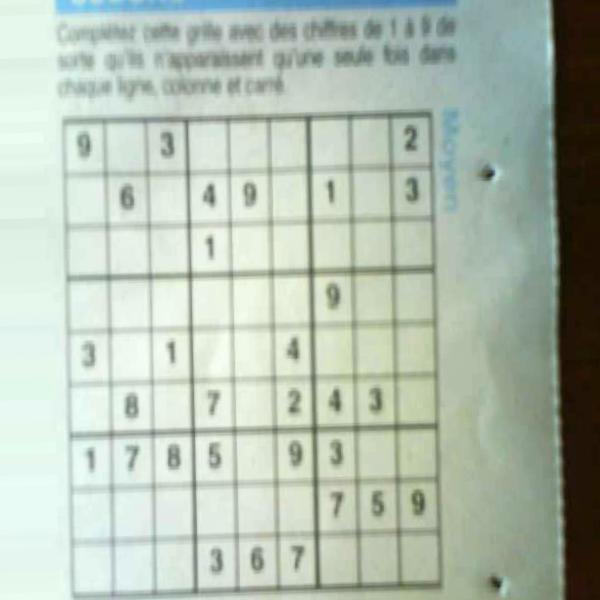 Complétez cette grille avec des chiffres de 1 à 9 de
sorte qu'ils n'apparaissent qu'une seule fois dans
chaque ligne, colonne et carré.
Moyen
9 3 2
6 4 9 1 3
1
9
3 1 4
8 7 2 4 3
1 7 8 5 9 3
7 5 9
3 6 7